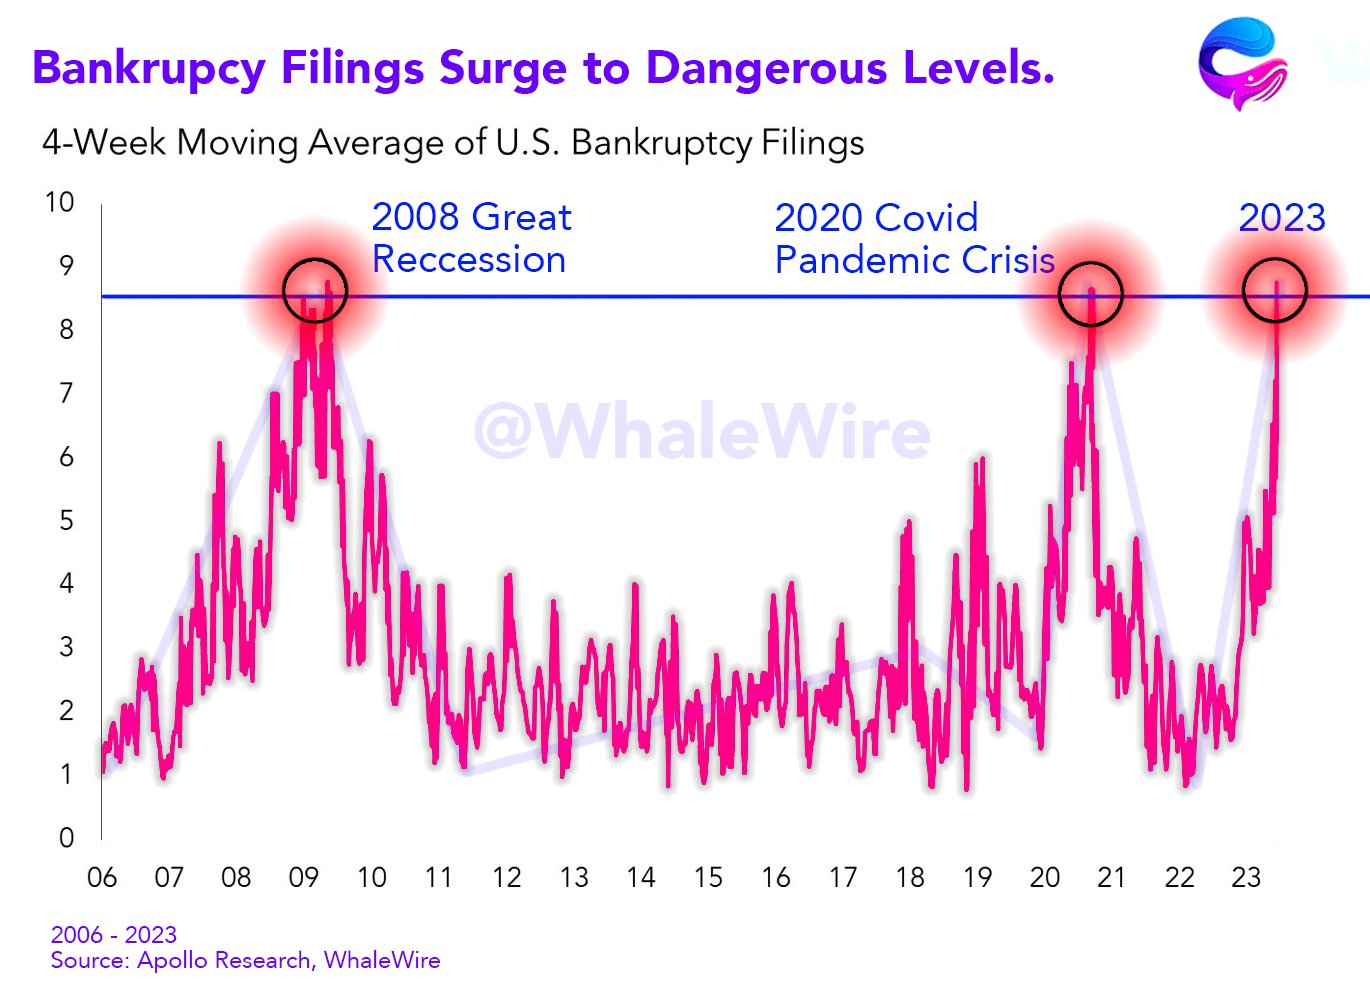 Bankrupcy Filings Surge to Dangerous Levels.
4-Week Moving Average of U.S. Bankruptcy Filings
10
9
8
7
6
5
4
3
2
1
0
2008 Great
Reccession
2020 Covid
Pandemic Crisis
2023
@WhaleWire
06 07 08 09 10 11 12 13 14 15 16 17 18 19 20 21 22 23
2006 - 2023
Source: Apollo Research, WhaleWire